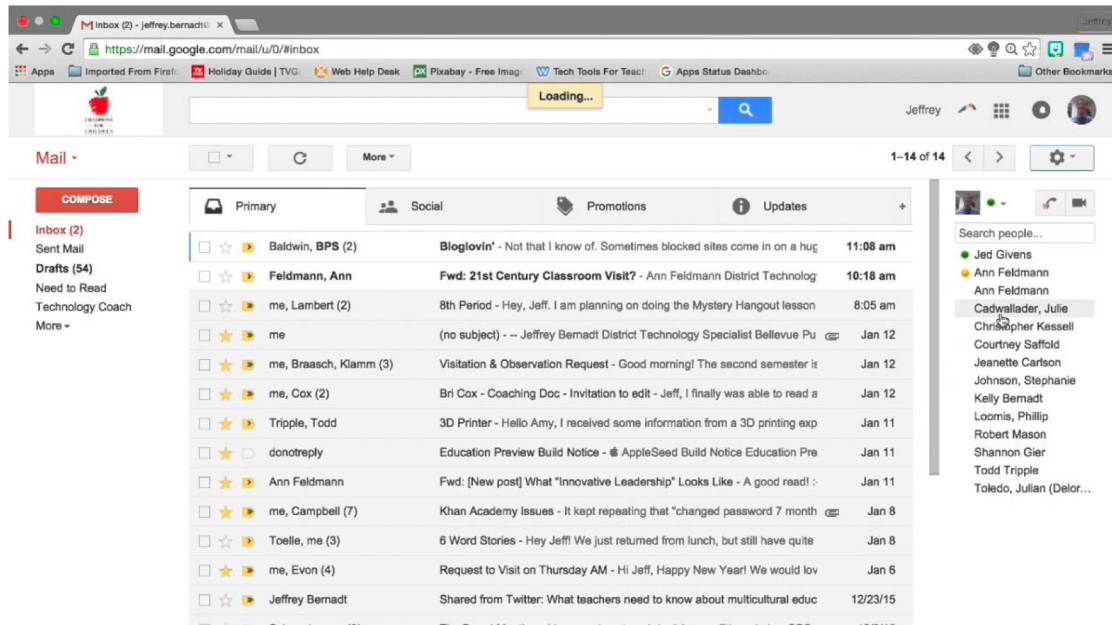 Inbox (2) - jeffrey.bernadt@ ×
Jeffrey
https://mail.google.com/mail/u/0/#inbox
Apps Imported From Firefo Holiday Guide | TVG Web Help Desk Pixabay - Free Image Tech Tools For Teach Apps Status Dashbo Other Bookmarks
Loading...
CHAMPIONS
FOR
CHILDREN
Jeffrey
Mail
More
1–14 of 14
COMPOSE
Inbox (2)
Sent Mail
Drafts (54)
Need to Read
Technology Coach
More
Primary Social Promotions Updates +
Baldwin, BPS (2) Bloglovin' - Not that I know of. Sometimes blocked sites come in on a hug 11:08 am
Feldmann, Ann Fwd: 21st Century Classroom Visit? - Ann Feldmann District Technolog 10:18 am
me, Lambert (2) 8th Period - Hey, Jeff. I am planning on doing the Mystery Hangout lesson 8:05 am
me (no subject) - -- Jeffrey Bernadt District Technology Specialist Bellevue Pu Jan 12
me, Braasch, Klamm (3) Visitation & Observation Request - Good morning! The second semester is Jan 12
me, Cox (2) Bri Cox - Coaching Doc - Invitation to edit - Jeff, I finally was able to read a Jan 12
Tripple, Todd 3D Printer - Hello Amy, I received some information from a 3D printing exp Jan 11
donotreply Education Preview Build Notice - AppleSeed Build Notice Education Pre Jan 11
Ann Feldmann Fwd: [New post] What "Innovative Leadership" Looks Like - A good read! :- Jan 11
me, Campbell (7) Khan Academy Issues - It kept repeating that "changed password 7 month Jan 8
Toelle, me (3) 6 Word Stories - Hey Jeff! We just returned from lunch, but still have quite Jan 8
me, Evon (4) Request to Visit on Thursday AM - Hi Jeff, Happy New Year! We would lov Jan 6
Jeffrey Bernadt Shared from Twitter: What teachers need to know about multicultural educ 12/23/15
Search people...
Jed Givens
Ann Feldmann
Ann Feldmann
Cadwallader, Julie
Christopher Kessell
Courtney Saffold
Jeanette Carlson
Johnson, Stephanie
Kelly Bernadt
Loomis, Phillip
Robert Mason
Shannon Gier
Todd Tripple
Toledo, Julian (Delor...